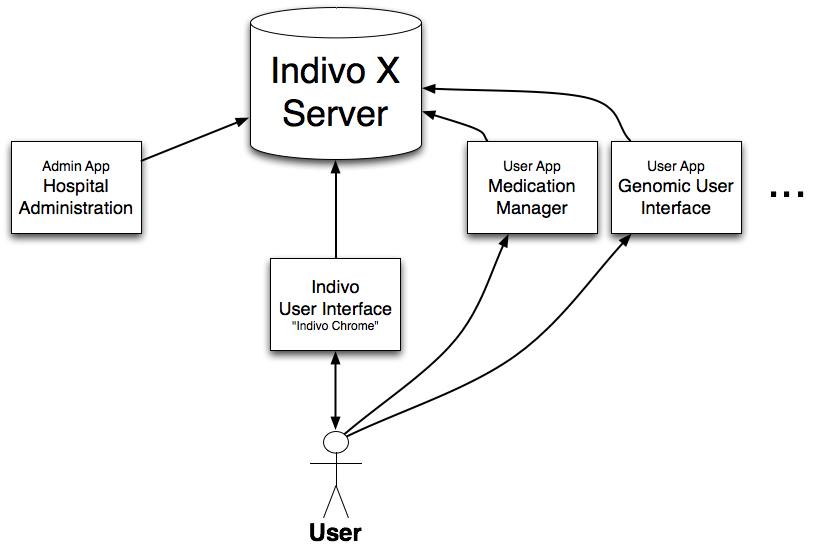 Indivo X
Server
Admin App
Hospital
Administration
User App
Medication
Manager
User App
Genomic User
Interface
...
Indivo
User Interface
"Indivo Chrome"
User